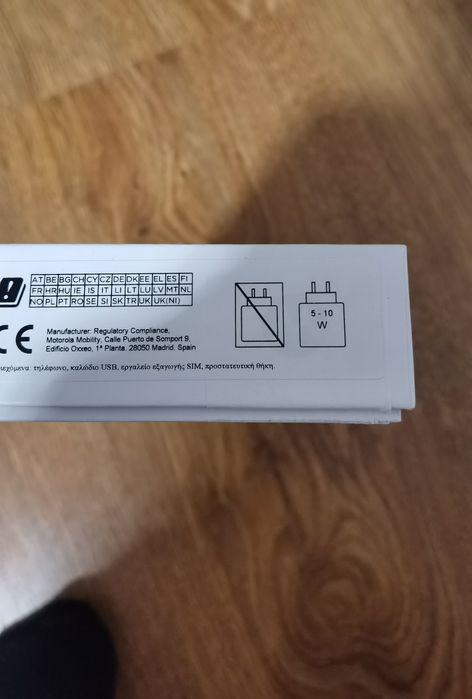 !
AT BE BG CH CY CZ DE DK EE EL ES FI
FR HR HU IE IS IT LI LT LU LV MT NL
NO PL PT RO SE SI SK TR UK UK(NI)
5 - 10
W
CE
Manufacturer: Regulatory Compliance,
Motorola Mobility, Calle Puerto de Somport 9,
Edificio Oxxeo, 1ª Planta. 28050 Madrid. Spain
τηλέφωνο, καλώδιο USB, εργαλείο εξαγωγής SIM, προστατευτική θήκη.